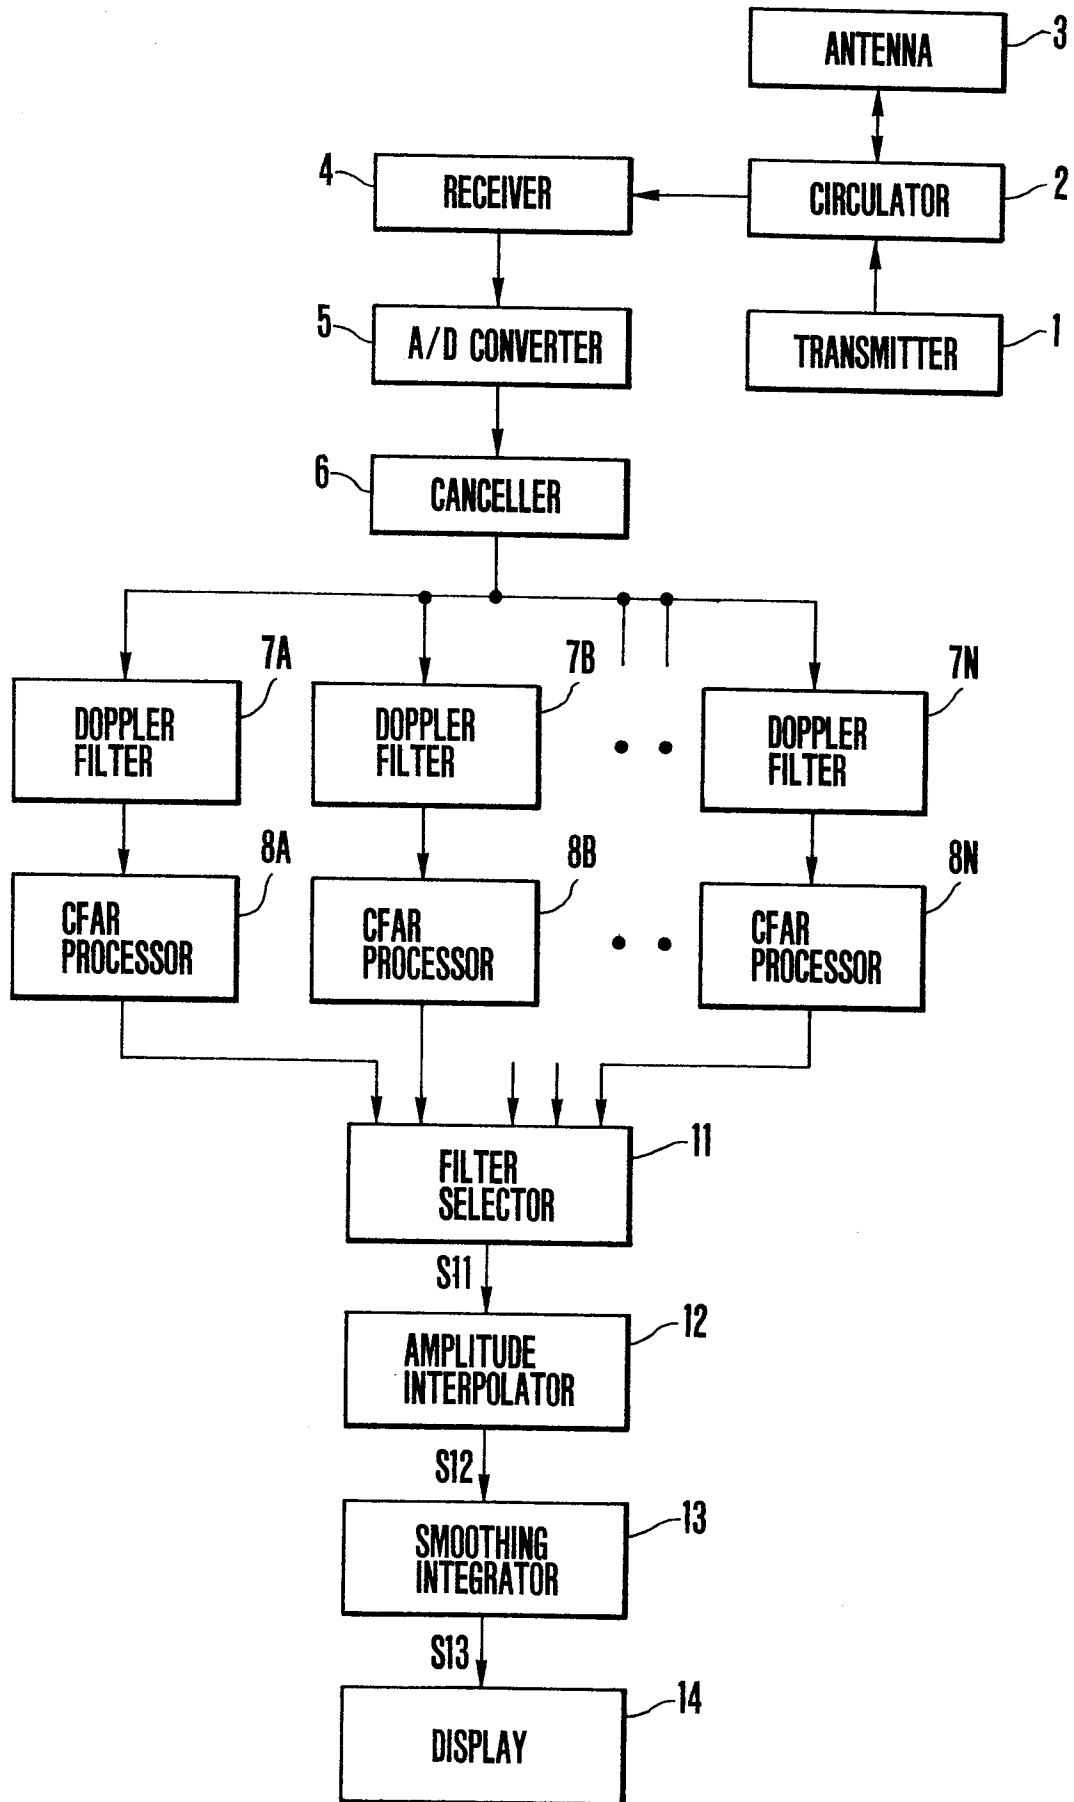 ANTENNA
3
4
RECEIVER
CIRCULATOR
2
5
A/D CONVERTER
TRANSMITTER
1
6
CANCELLER
7A
7B
7N
DOPPLER
FILTER
DOPPLER
FILTER
DOPPLER
FILTER
8A
8B
8N
CFAR
PROCESSOR
CFAR
PROCESSOR
CFAR
PROCESSOR
11
FILTER
SELECTOR
S11
12
AMPLITUDE
INTERPOLATOR
S12
13
SMOOTHING
INTEGRATOR
S13
14
DISPLAY